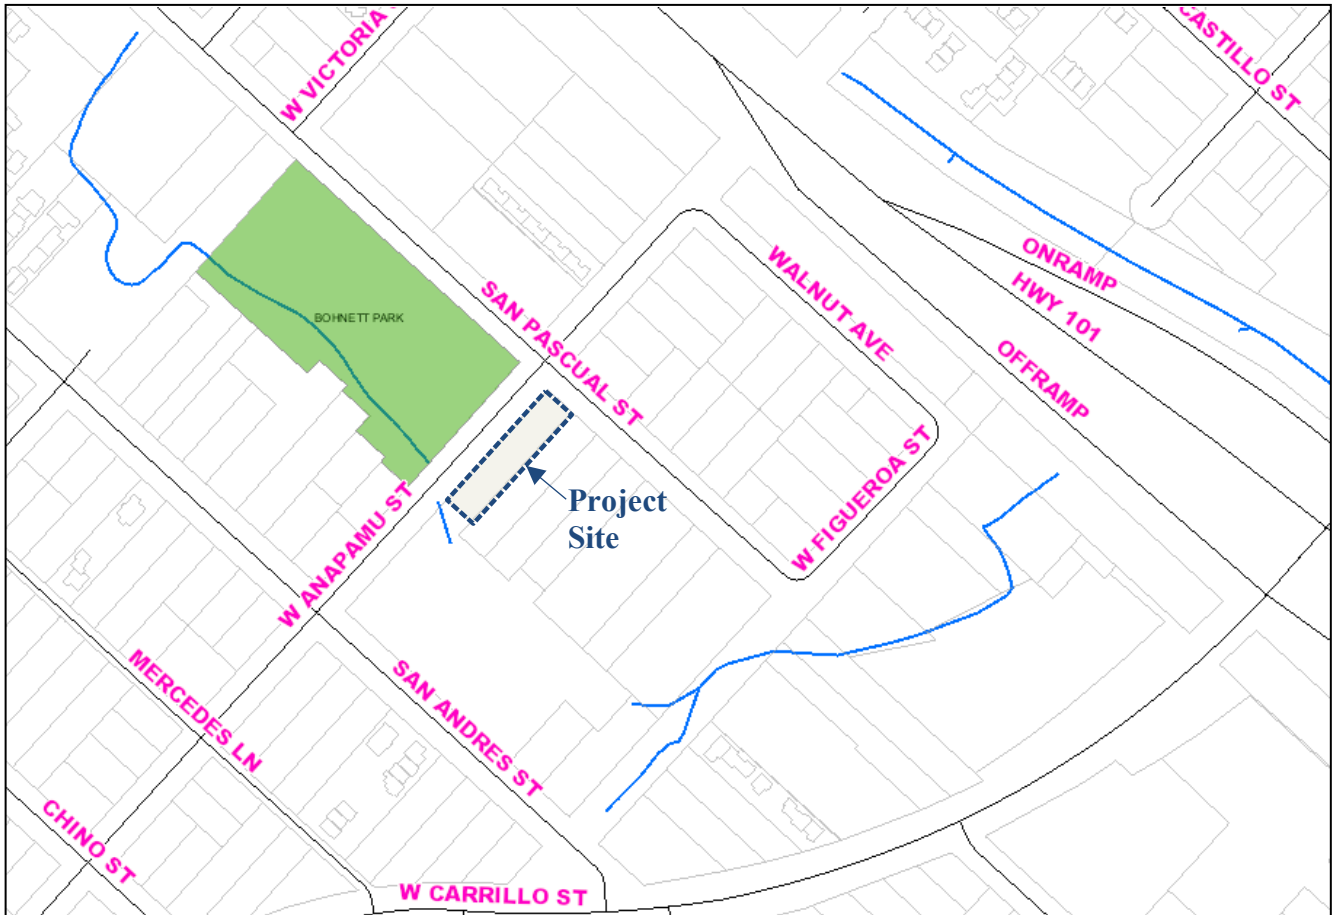 W VICTORIA
CASTILLO ST
ONRAMP
HWY 101
WALNUT AVE
SAN PASCUAL ST
BOHNETT PARK
OFFRAMP
W FIGUEROA ST
Project
Site
W ANAPAMU ST
MERCEDES LN
SAN ANDRES ST
CHINO ST
W CARRILLO ST